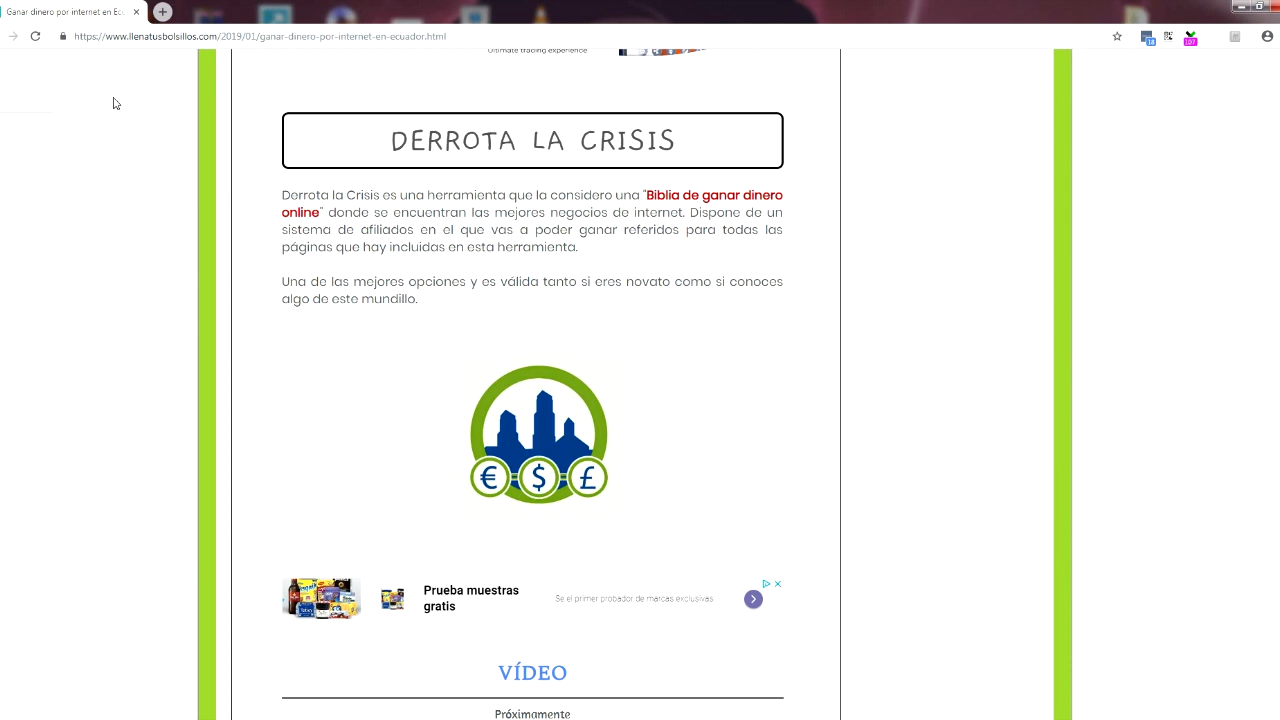 Ganar dinero por internet en Ecu
https://www.llenatusbolsillos.com/2019/01/ganar-dinero-por-internet-en-ecuador.html
18
107
Ultimate trading experience
DERROTA LA CRISIS
Derrota la Crisis es una herramienta que la considero una "Biblia de ganar dinero
online" donde se encuentran las mejores negocios de internet. Dispone de un
sistema de afiliados en el que vas a poder ganar referidos para todas las
páginas que hay incluidas en esta herramienta.
Una de las mejores opciones y es válida tanto si eres novato como si conoces
algo de este mundillo.
€ $ £
Prueba muestras
gratis
Se el primer probador de marcas exclusivas
VÍDEO
Próximamente